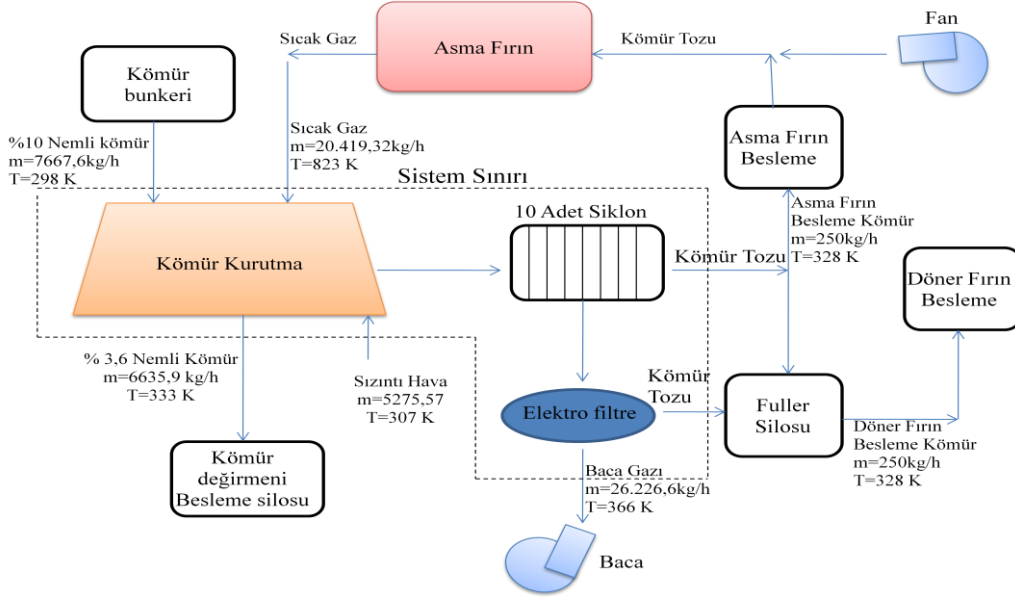 Fan
Sıcak Gaz
Asma Fırın
Kömür Tozu
Kömür
bunkeri
%10 Nemli kömür
m=7667,6kg/h
T=298 K
Sıcak Gaz
m=20.419,32kg/h
T=823 K
Asma Fırın
Besleme
Sistem Sınırı
10 Adet Siklon
Asma Fırın
Besleme Kömür
m=250kg/h
T=328 K
Kömür Kurutma
Kömür Tozu
Döner Fırın
Besleme
% 3,6 Nemli Kömür
m=6635,9 kg/h
T=333 K
Sızıntı Hava
m=5275,57
T=307 K
Kömür
Tozu
Elektro filtre
Fuller
Silosu
Döner Fırın
Besleme Kömür
m=250kg/h
T=328 K
Kömür
değirmeni
Besleme silosu
Baca Gazı
m=26.226,6kg/h
T=366 K
Baca